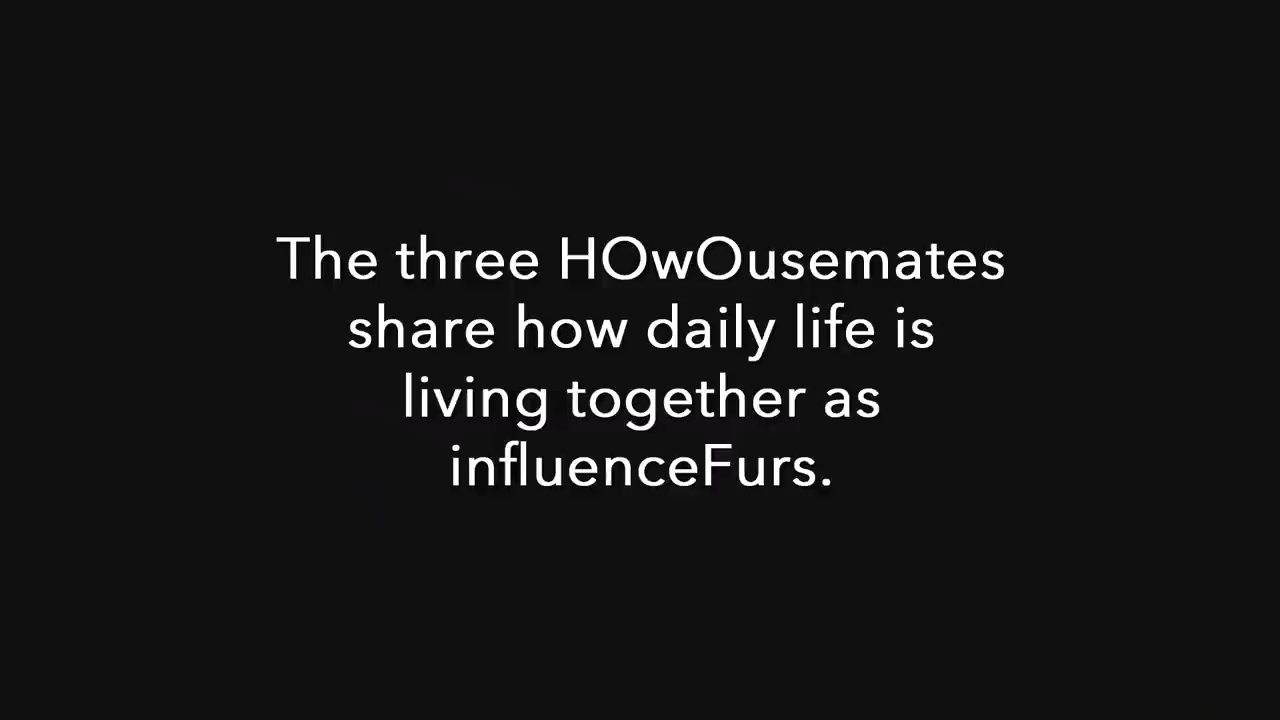 The three HOwOusemates
share how daily life is
living together as
influenceFurs.